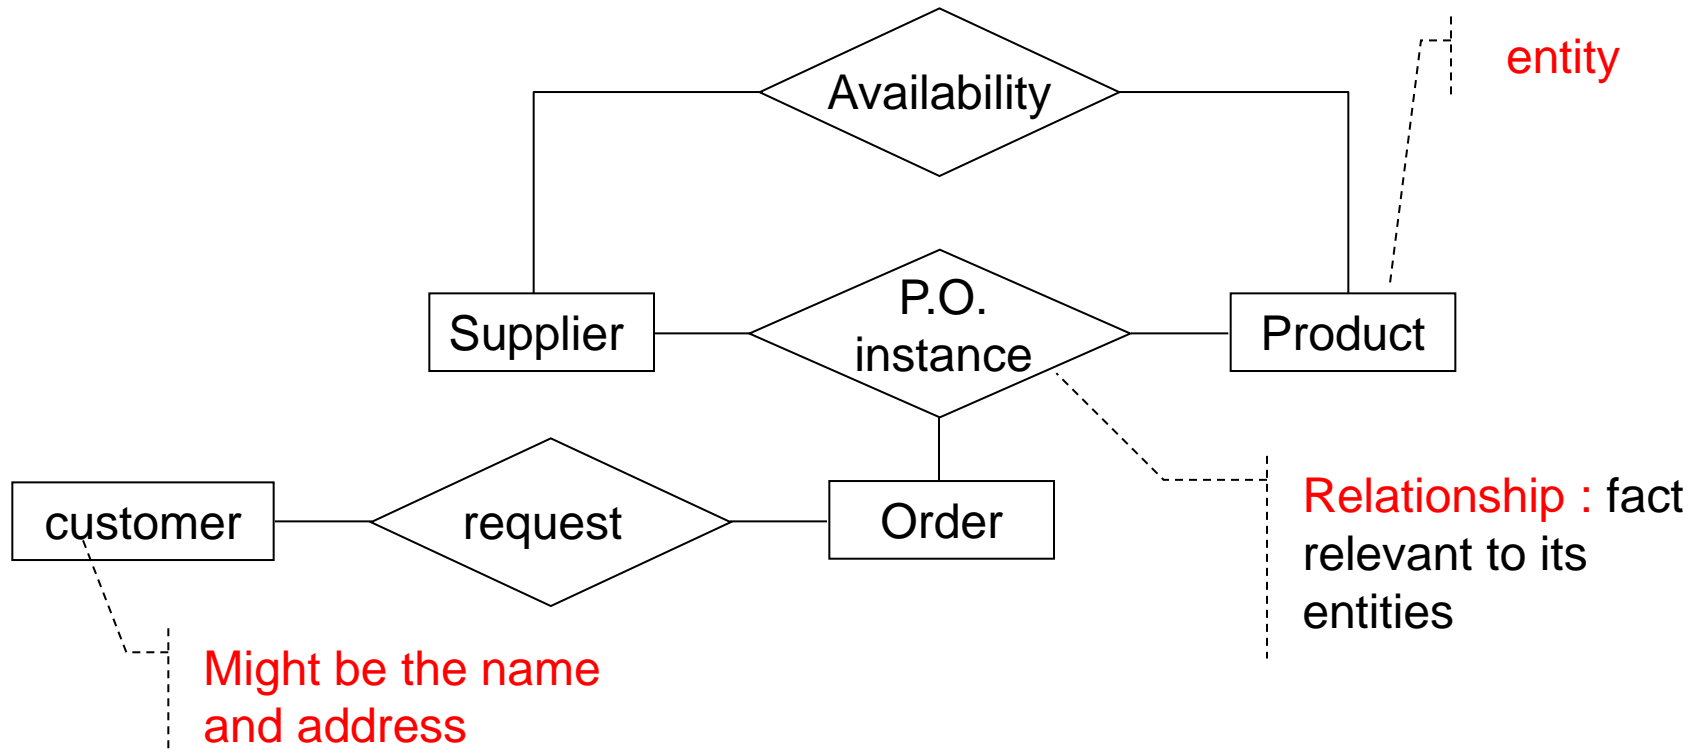 Availability
entity
Supplier
P.O.
instance
Product
customer
request
Order
Relationship : fact
relevant to its
entities
Might be the name
and address